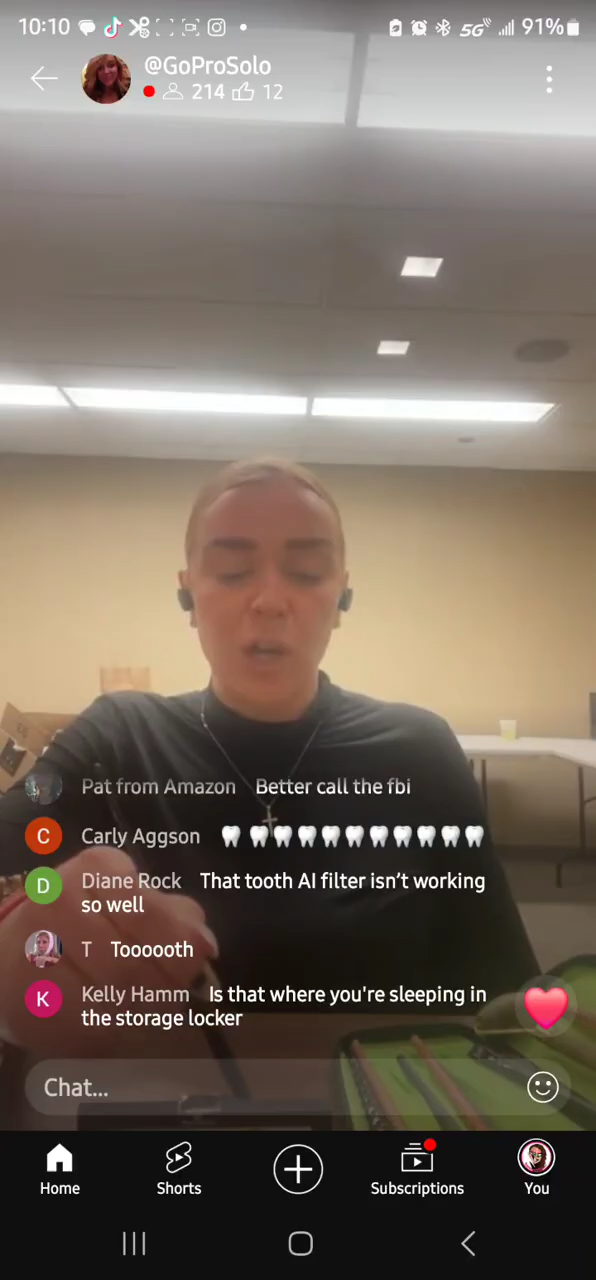 10:10
5G
91%
@GoProSolo
214 12
Pat from Amazon Better call the fbi
C Carly Aggson 🦷 🦷🦷🦷🦷🦷🦷🦷🦷🦷🦷
D Diane Rock That tooth AI filter isn't working
so well
T Toooooth
K Kelly Hamm Is that where you're sleeping in
the storage locker
Chat...
Home Shorts Subscriptions You